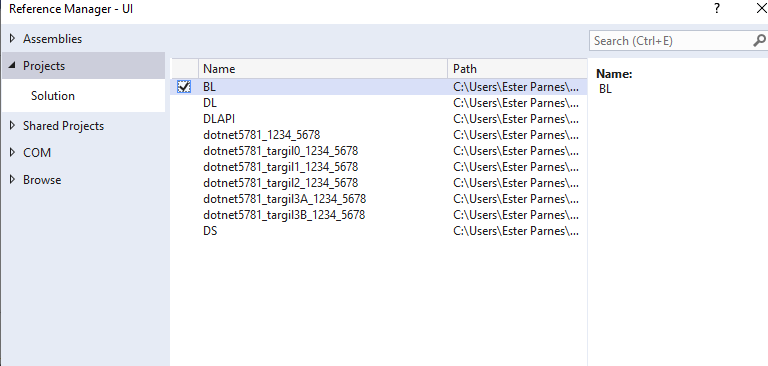 Reference Manager - UI
? ×
Assemblies
Projects
Solution
Shared Projects
COM
Browse
Name Path
BL C:\Users\Ester Parnes\...
DL C:\Users\Ester Parnes\...
DLAPI C:\Users\Ester Parnes\...
dotnet5781_1234_5678 C:\Users\Ester Parnes\...
dotnet5781_targil0_1234_5678 C:\Users\Ester Parnes\...
dotnet5781_targil1_1234_5678 C:\Users\Ester Parnes\...
dotnet5781_targil2_1234_5678 C:\Users\Ester Parnes\...
dotnet5781_targil3A_1234_5678 C:\Users\Ester Parnes\...
dotnet5781_targil3B_1234_5678 C:\Users\Ester Parnes\...
DS C:\Users\Ester Parnes\...
Search (Ctrl+E)
Name:
BL